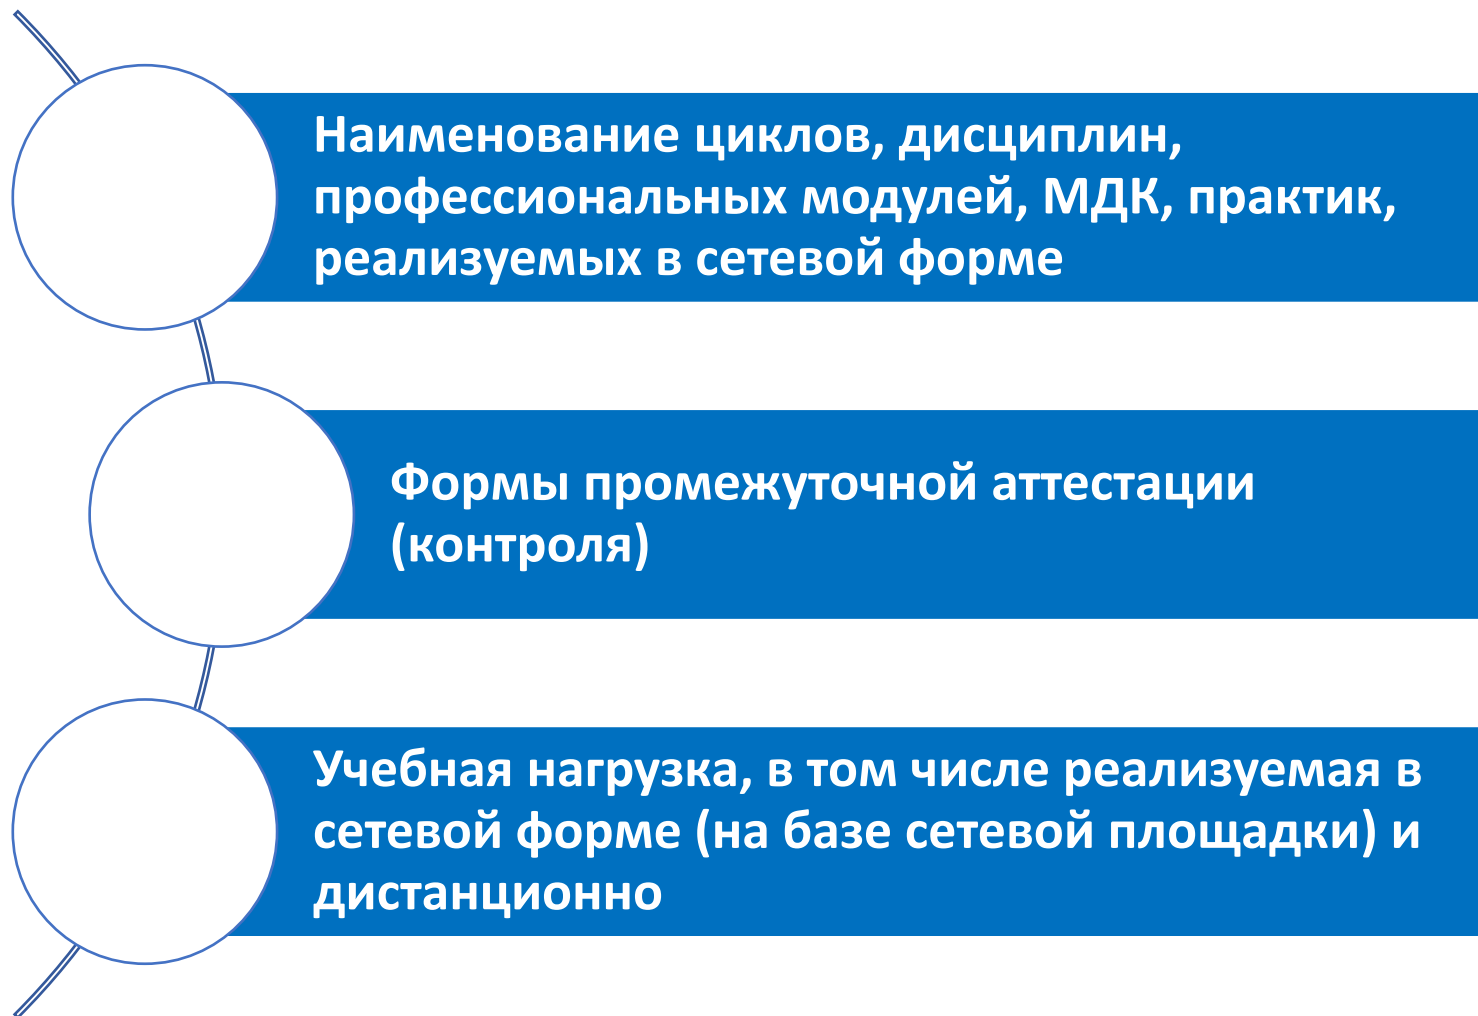 Наименование циклов, дисциплин,
профессиональных модулей, МДК, практик,
реализуемых в сетевой форме
Формы промежуточной аттестации
(контроля)
Учебная нагрузка, в том числе реализуемая в
сетевой форме (на базе сетевой площадки) и
дистанционно